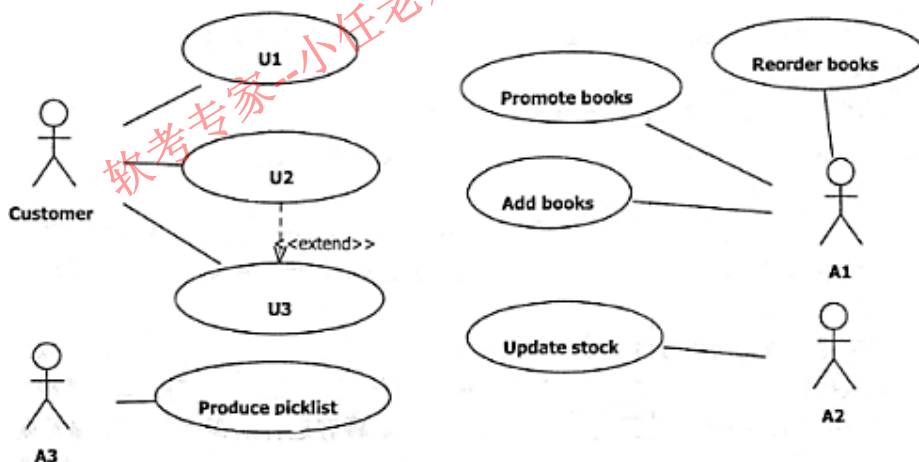 U1
Reorder books
Promote books
U2
Add books
Customer
<<extend>>
A1
U3
Update stock
Produce picklist
A2
A3
软考专家--小任老